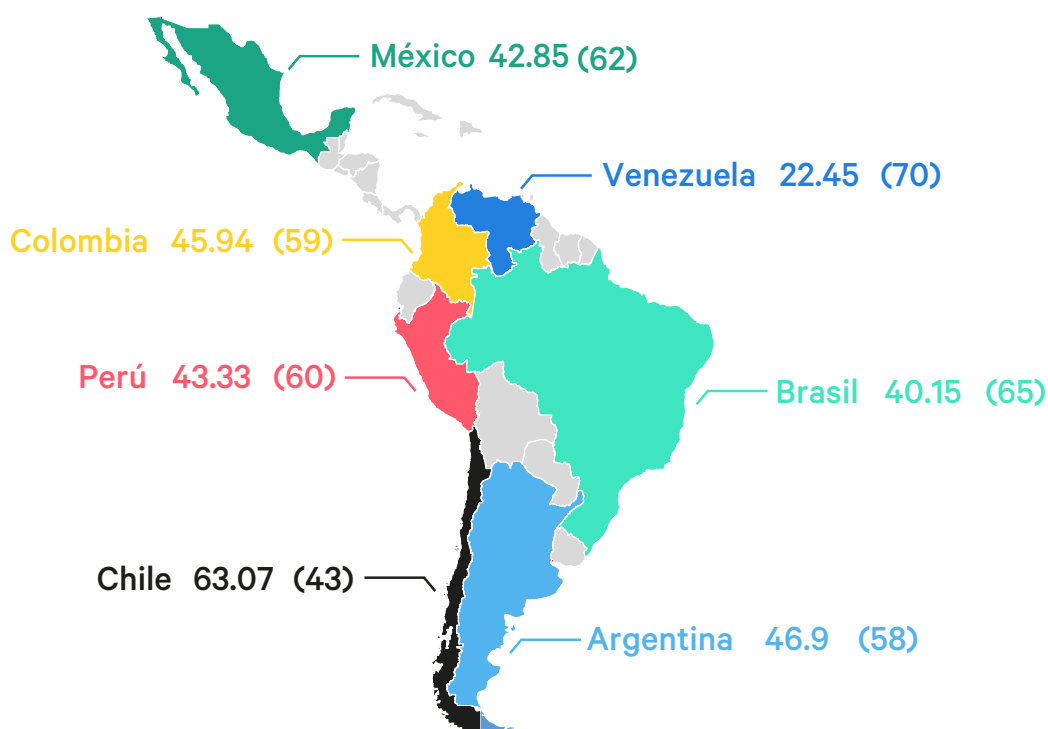 México 42.85 (62)
Venezuela 22.45 (70)
Colombia 45.94 (59)
Perú 43.33 (60)
Brasil 40.15 (65)
Chile 63.07 (43)
Argentina 46.9 (58)